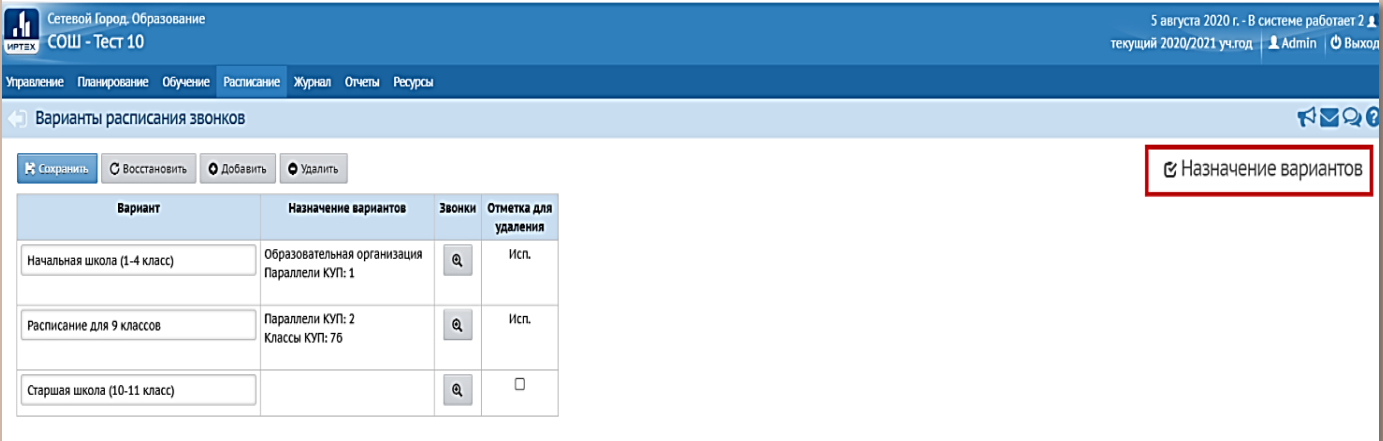 Сетевой Город. Образование
5 августа 2020 г. - В системе работает 2
ИРТЕХ
СОШ - Тест 10
текущий 2020/2021 уч.год Admin Выход
Управление Планирование Обучение Расписание Журнал Отчеты Ресурсы
Варианты расписания звонков
Сохранить Восстановить Добавить Удалить
Назначение вариантов
Вариант Назначение вариантов Звонки Отметка для
удаления
Начальная школа (1-4 класс) Образовательная организация Исп.
Параллели КУП: 1
Расписание для 9 классов Параллели КУП: 2 Исп.
Классы КУП: 7б
Старшая школа (10-11 класс)